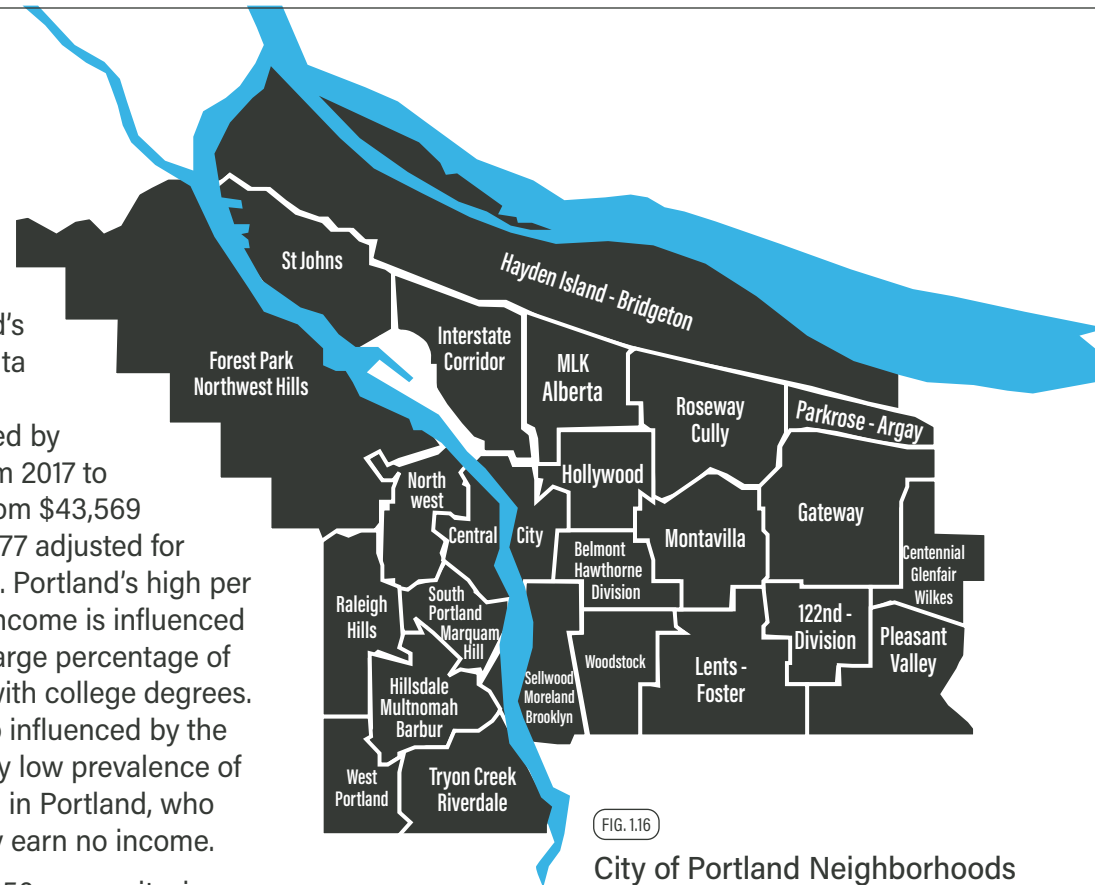 d's
ta
ed by
m 2017 to
om $43,569
77 adjusted for
. Portland's high per
ncome is influenced
arge percentage of
with college degrees.
o influenced by the
y low prevalence of
in Portland, who
y earn no income.
St Johns
Hayden Island - Bridgeton
Forest Park
Northwest Hills
Interstate
Corridor
MLK
Alberta
Roseway
Cully
Parkrose - Argay
North
west
Hollywood
Gateway
Central City
Montavilla
Belmont
Hawthorne
Division
Centennial
Glenfair
Wilkes
Raleigh
Hills
South
Portland
Marquam
Hill
122nd -
Division
Pleasant
Valley
Woodstock
Lents -
Foster
Sellwood
Moreland
Brooklyn
Hillsdale
Multnomah
Barbur
West
Portland
Tryon Creek
Riverdale
FIG. 1.16
City of Portland Neighborhoods